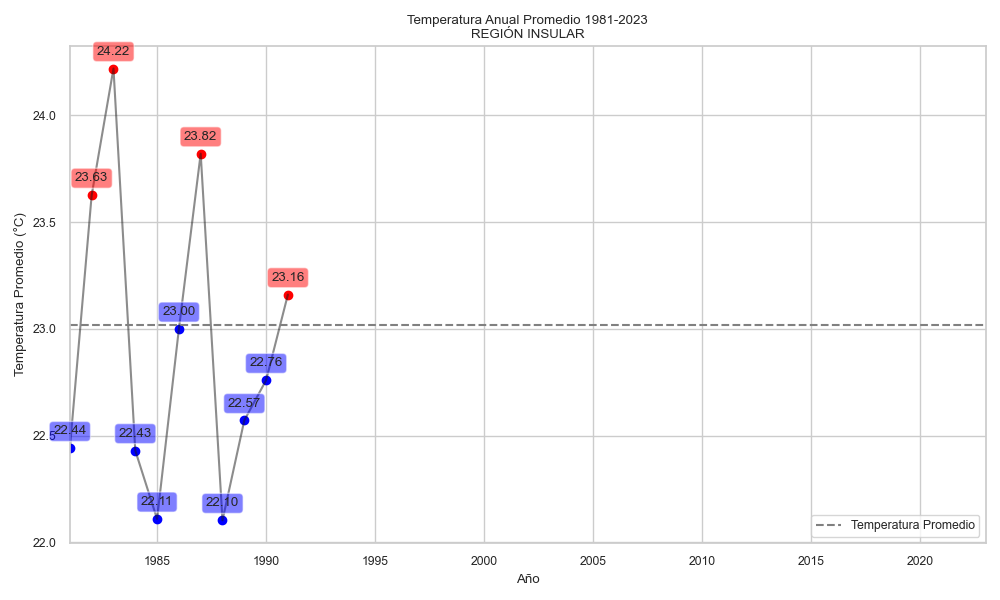 Temperatura Anual Promedio 1981-2023
REGIÓN INSULAR
24.22
24.0
23.82
23.63
23.5
23.16
23.00
23.0
22.76
22.57
22.44
22.43
22.5
22.11
22.10
22.0
Temperatura Promedio (°C)
Temperatura Promedio
1985 1990 1995 2000 2005 2010 2015 2020
Año